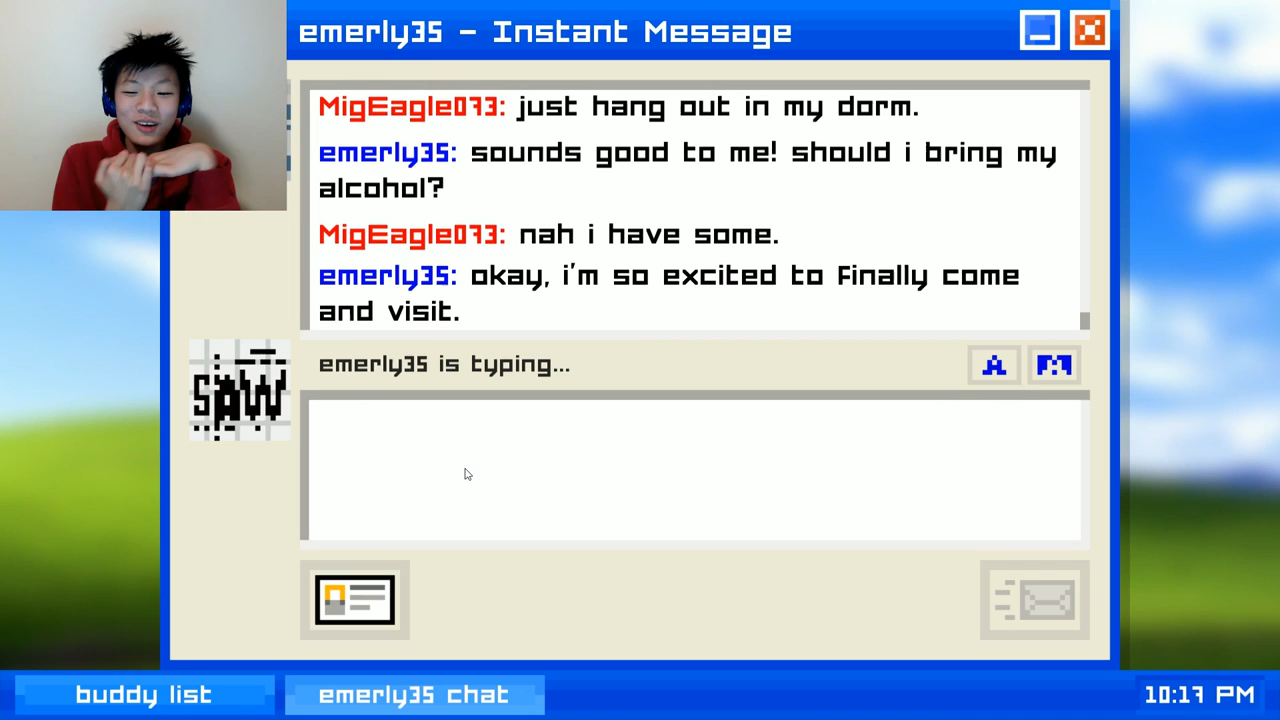 emerly35 - Instant Message
MigEagle073: just hang out in my dorm.
emerly35: sounds good to me! should i bring my
alcohol?
MigEagle073: nah i have some.
emerly35: okay, i'm so excited to finally come
and visit.
emerly35 is typing...
A
SAW
buddy list
emerly35 chat
10:17 PM